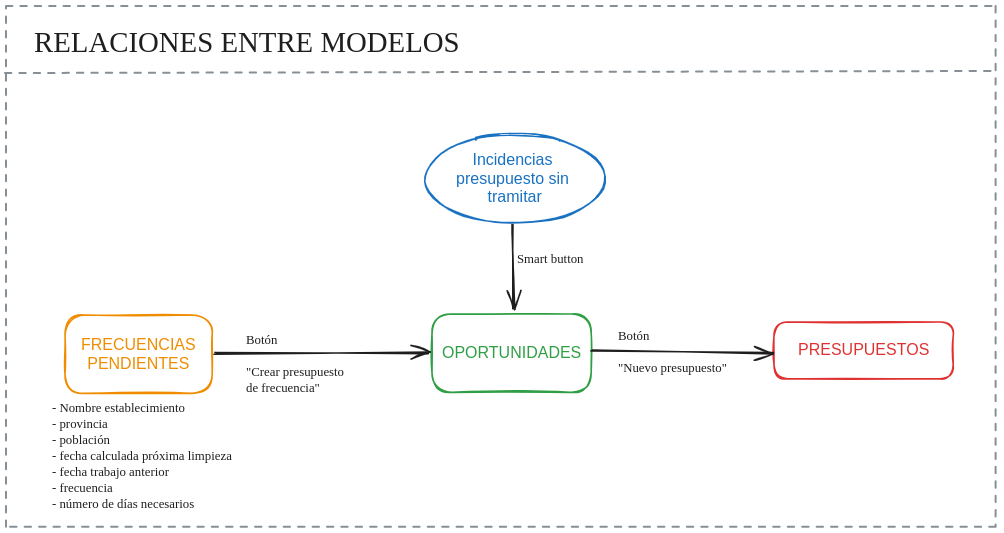 RELACIONES ENTRE MODELOS
Incidencias
presupuesto sin
tramitar
Smart button
FRECUENCIAS
PENDIENTES
Botón
"Crear presupuesto
de frecuencia"
OPORTUNIDADES
Botón
"Nuevo presupuesto"
PRESUPUESTOS
- Nombre establecimiento
- provincia
- población
- fecha calculada próxima limpieza
- fecha trabajo anterior
- frecuencia
- número de días necesarios